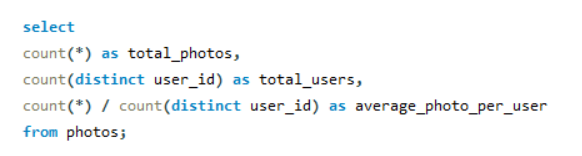 select
count(*) as total_photos,
count(distinct user_id) as total_users,
count(*) / count(distinct user_id) as average_photo_per_user
from photos;